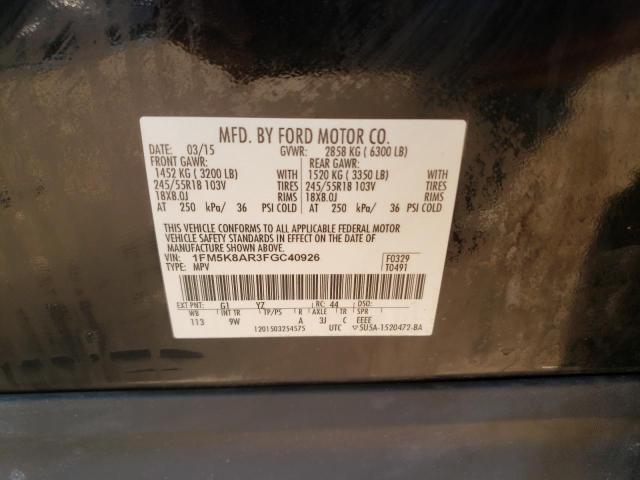 MFD. BY FORD MOTOR CO.
DATE: 03/15 GVWR: 2858 KG ( 6300 LB)
FRONT GAWR: REAR GAWR:
1452 KG ( 3200 LB) WITH 1520 KG ( 3350 LB) WITH
245/55R18 103V TIRES 245/55R18 103V TIRES
18X8.0J RIMS 18X8.0J RIMS
AT 250 kPa/ 36 PSI COLD AT 250 kPa/ 36 PSI COLD
THIS VEHICLE CONFORMS TO ALL APPLICABLE FEDERAL MOTOR
VEHICLE SAFETY STANDARDS IN EFFECT ON THE DATE OF
MANUFACTURE SHOWN ABOVE.
VIN: 1FM5K8AR3FGC40926 F0329
TYPE: MPV T0491
EXT PNT: G1 YZ RC: 44 DSO:
WB INT TR TP/PS R AXLE TR SPR
113 9W A 3J C EEEE
1201503254575 UTC ▽5U5A-1520472-BA